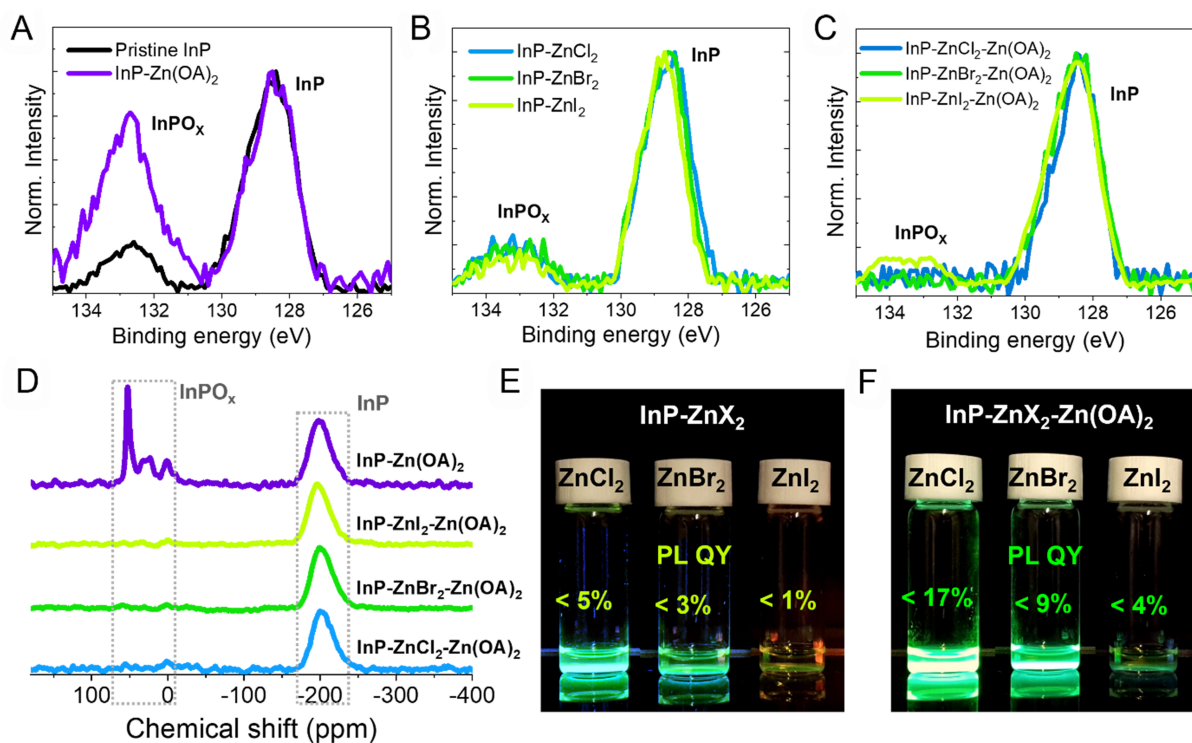 A
Pristine InP
InP-Zn(OA)₂
InP
InPOₓ
Norm. Intensity
134 132 130 128 126
Binding energy (eV)
B
InP-ZnCl₂
InP-ZnBr₂
InP-ZnI₂
InP
InPOₓ
Norm. Intensity
134 132 130 128 126
Binding energy (eV)
C
InP-ZnCl₂-Zn(OA)₂
InP-ZnBr₂-Zn(OA)₂
InP-ZnI₂-Zn(OA)₂
InP
InPOₓ
Norm. Intensity
134 132 130 128 126
Binding energy (eV)
D
InPOₓ
InP
InP-Zn(OA)₂
InP-ZnI₂-Zn(OA)₂
InP-ZnBr₂-Zn(OA)₂
InP-ZnCl₂-Zn(OA)₂
100 0 -100 -200 -300 -400
Chemical shift (ppm)
E
InP-ZnX₂
ZnCl₂ ZnBr₂ ZnI₂
PL QY
< 5% < 3% < 1%
F
InP-ZnX₂-Zn(OA)₂
ZnCl₂ ZnBr₂ ZnI₂
PL QY
< 17% < 9% < 4%